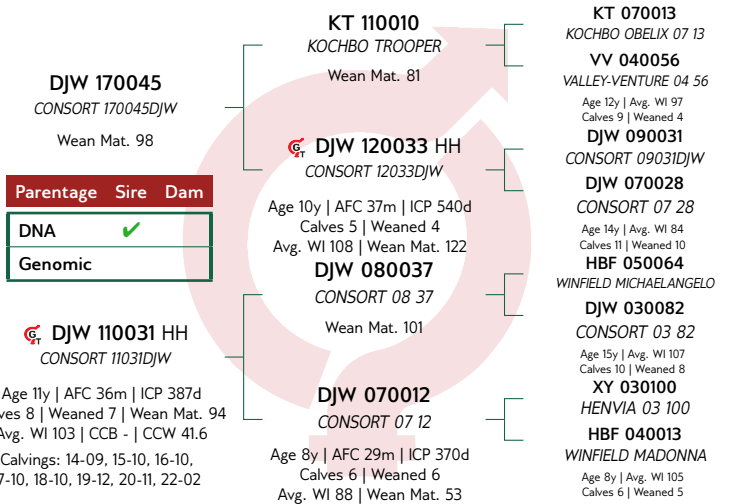 DJW 170045
CONSORT 170045DJW
Wean Mat. 98
Parentage Sire Dam
DNA ✔
Genomic
DJW 110031 HH
CONSORT 11031DJW
Age 11y | AFC 36m | ICP 387d
ves 8 | Weaned 7 | Wean Mat. 94
Avg. WI 103 | CCB - | CCW 41.6
Calvings: 14-09, 15-10, 16-10,
7-10, 18-10, 19-12, 20-11, 22-02
KT 110010
KOCHBO TROOPER
Wean Mat. 81
DJW 120033 HH
CONSORT 12033DJW
Age 10y | AFC 37m | ICP 540d
Calves 5 | Weaned 4
Avg. WI 108 | Wean Mat. 122
DJW 080037
CONSORT 08 37
Wean Mat. 101
DJW 070012
CONSORT 07 12
Age 8y | AFC 29m | ICP 370d
Calves 6 | Weaned 6
Avg. WI 88 | Wean Mat. 53
KT 070013
KOCHBO OBELIX 07 13
VV 040056
VALLEY-VENTURE 04 56
Age 12y | Avg. WI 97
Calves 9 | Weaned 4
DJW 090031
CONSORT 09031DJW
DJW 070028
CONSORT 07 28
Age 14y | Avg. WI 84
Calves 11 | Weaned 10
HBF 050064
WINFIELD MICHAELANGELO
DJW 030082
CONSORT 03 82
Age 15y | Avg. WI 107
Calves 10 | Weaned 8
XY 030100
HENVIA 03 100
HBF 040013
WINFIELD MADONNA
Age 8y | Avg. WI 105
Calves 6 | Weaned 5